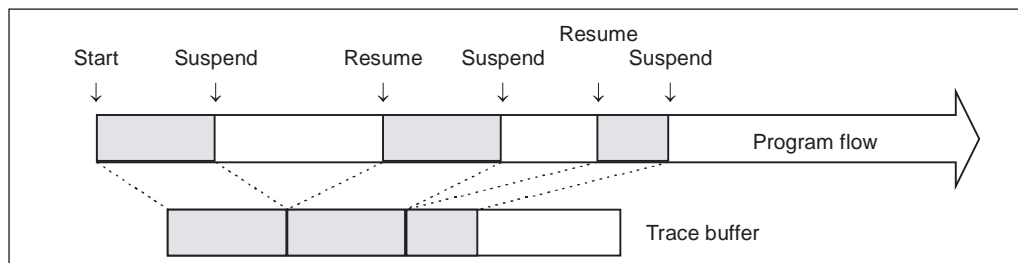 Resume
Start Suspend Resume Suspend Suspend
Program flow
Trace buffer